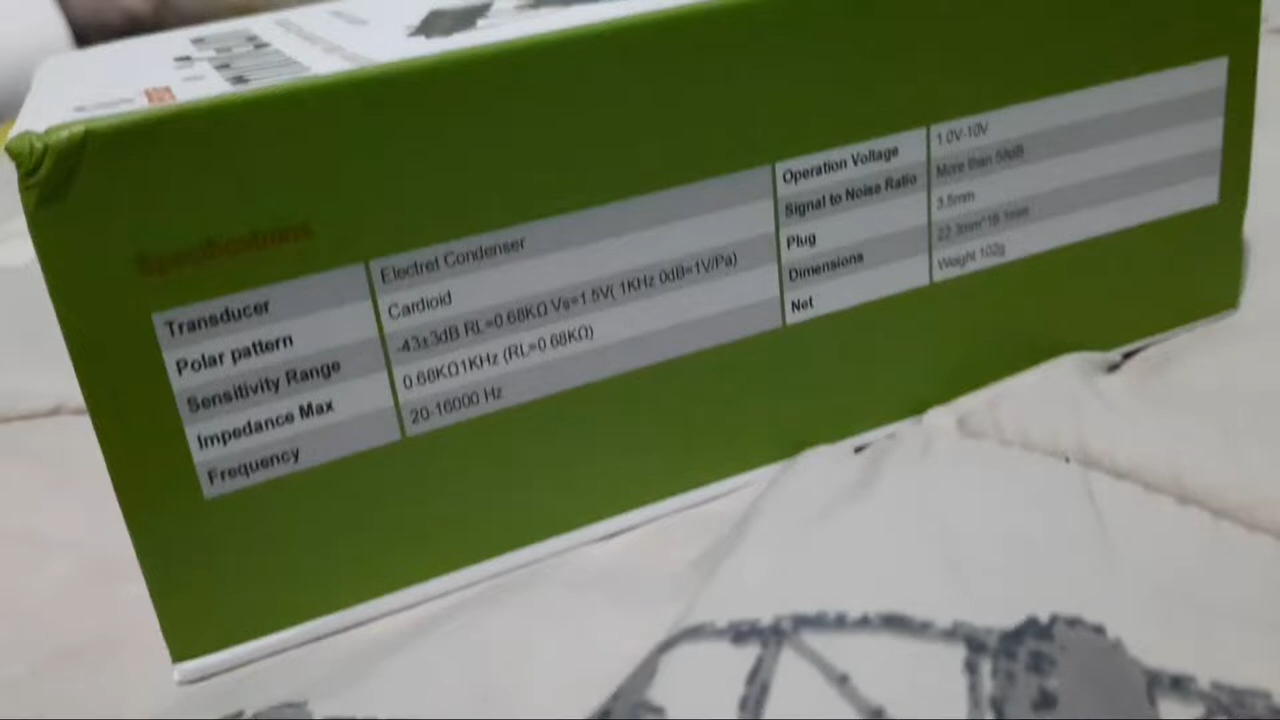 Specifications
Transducer Electret Condenser
Polar pattern Cardioid
Sensitivity Range -43±3dB RL=0.68KΩ Vs=1.5V( 1KHz 0dB=1V/Pa)
Impedance Max 0.68KΩ1KHz (RL=0.68KΩ)
Frequency 20-16000 Hz
Operation Voltage 1.0V-10V
Signal to Noise Ratio More than
Plug 3.5mm
Dimensions
Net Weight 102g